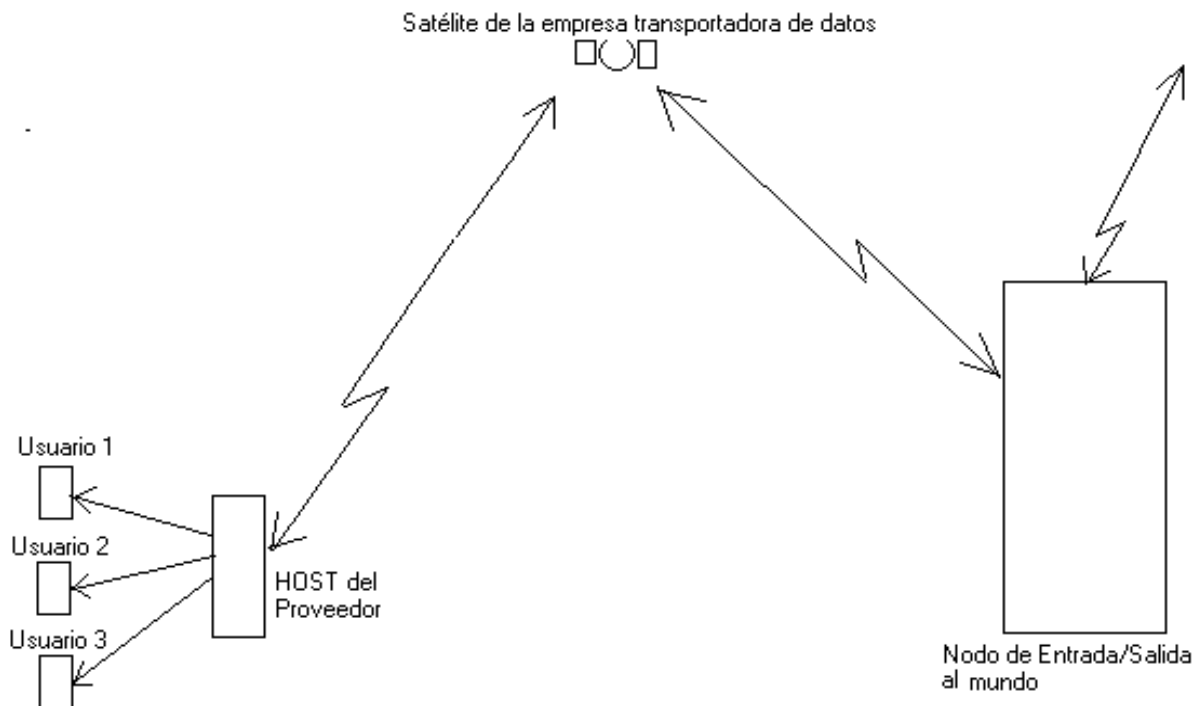 Satélite de la empresa transportadora de datos
Usuario 1
Usuario 2
HOST del
Proveedor
Usuario 3
Nodo de Entrada/Salida
al mundo